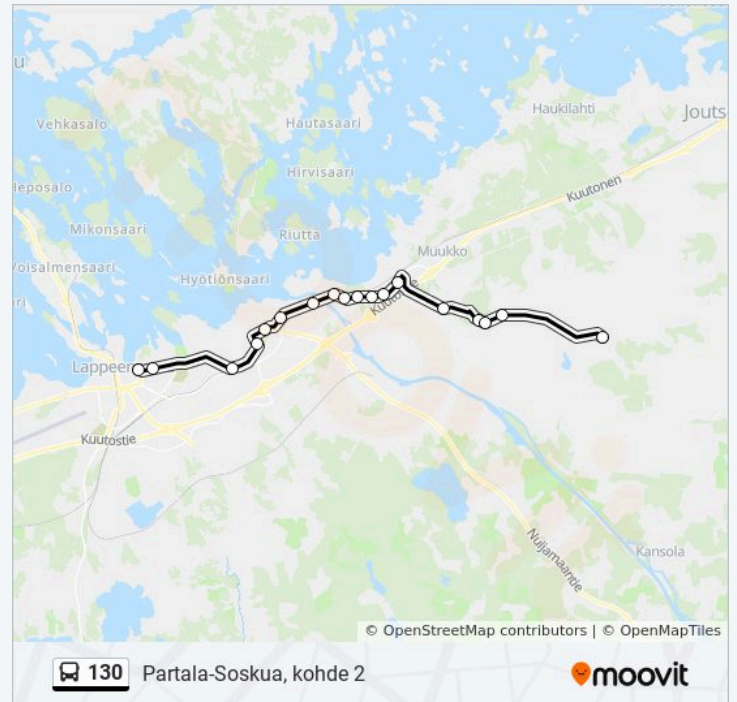 u
Vehkasalo
Hautasaari
Haukilahti
Jouts
Heposalo
Hirvisaari
Kuutonen
Mikonsaari
Riutta
Voisalmensaari
Muukko
Hyötiönsaari
ri
Lappeen
Kuutostie
Nuijamaantie
Kansola
© OpenStreetMap contributors | © OpenMapTiles
130 Partala-Soskua, kohde 2
moovit